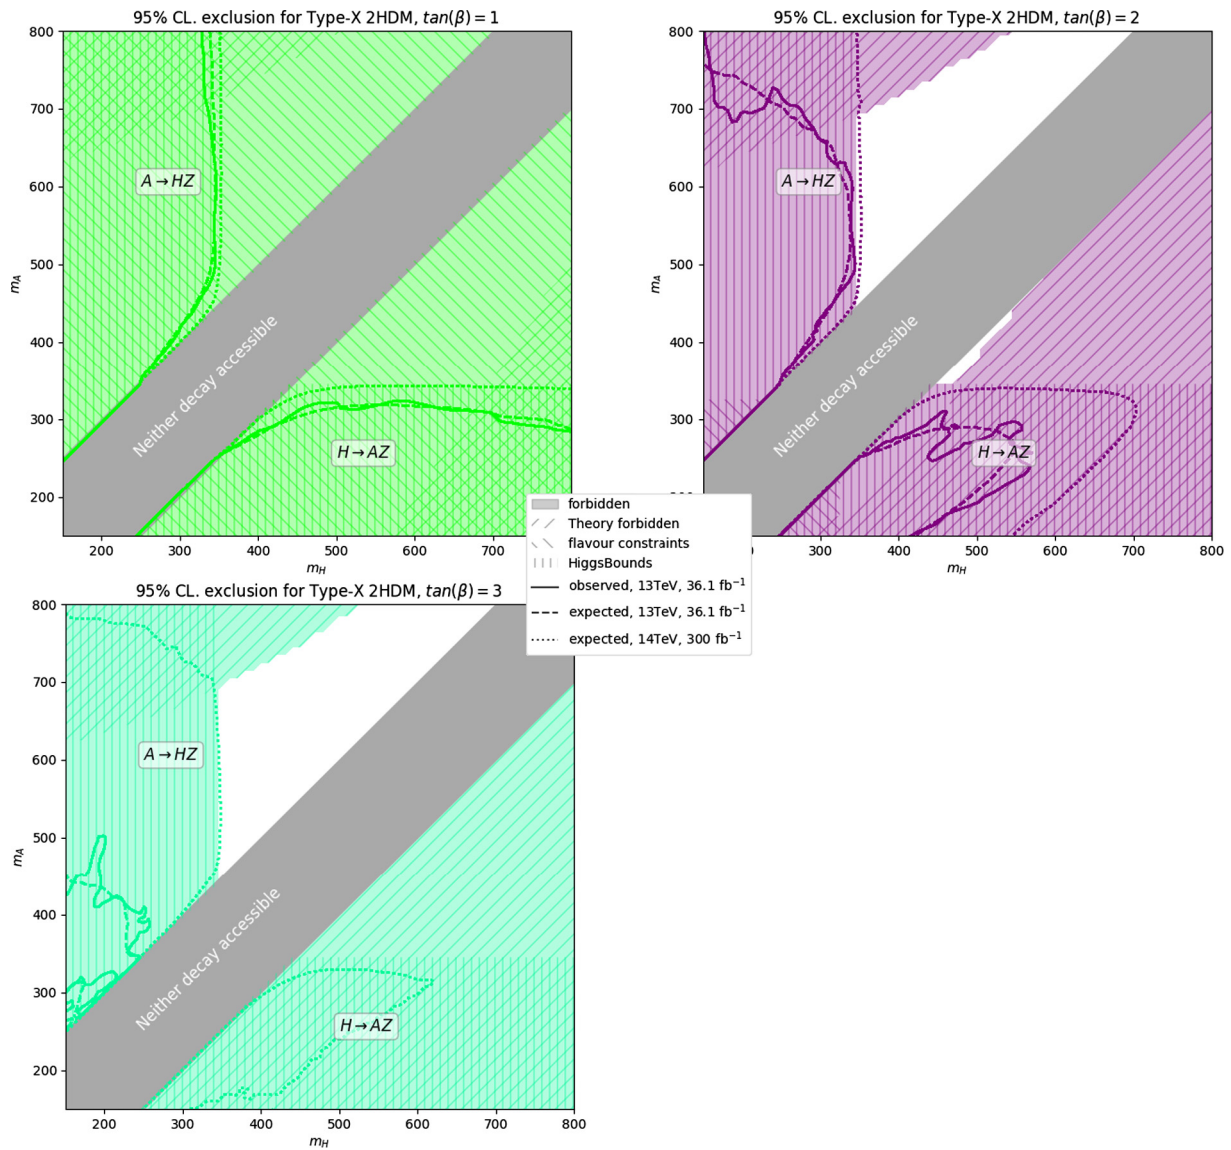 95% CL. exclusion for Type-X 2HDM, tan(β) = 1
800
700
600
500
400
300
200
m_A
200 300 400 500 600 700
m_H
A → HZ
Neither decay accessible
H → AZ
95% CL. exclusion for Type-X 2HDM, tan(β) = 2
800
700
600
500
400
300
m_A
300 400 500 600 700 800
m_H
A → HZ
Neither decay accessible
H → AZ
forbidden
Theory forbidden
flavour constraints
HiggsBounds
observed, 13TeV, 36.1 fb⁻¹
expected, 13TeV, 36.1 fb⁻¹
expected, 14TeV, 300 fb⁻¹
95% CL. exclusion for Type-X 2HDM, tan(β) = 3
800
700
600
500
400
300
200
m_A
200 300 400 500 600 700 800
m_H
A → HZ
Neither decay accessible
H → AZ